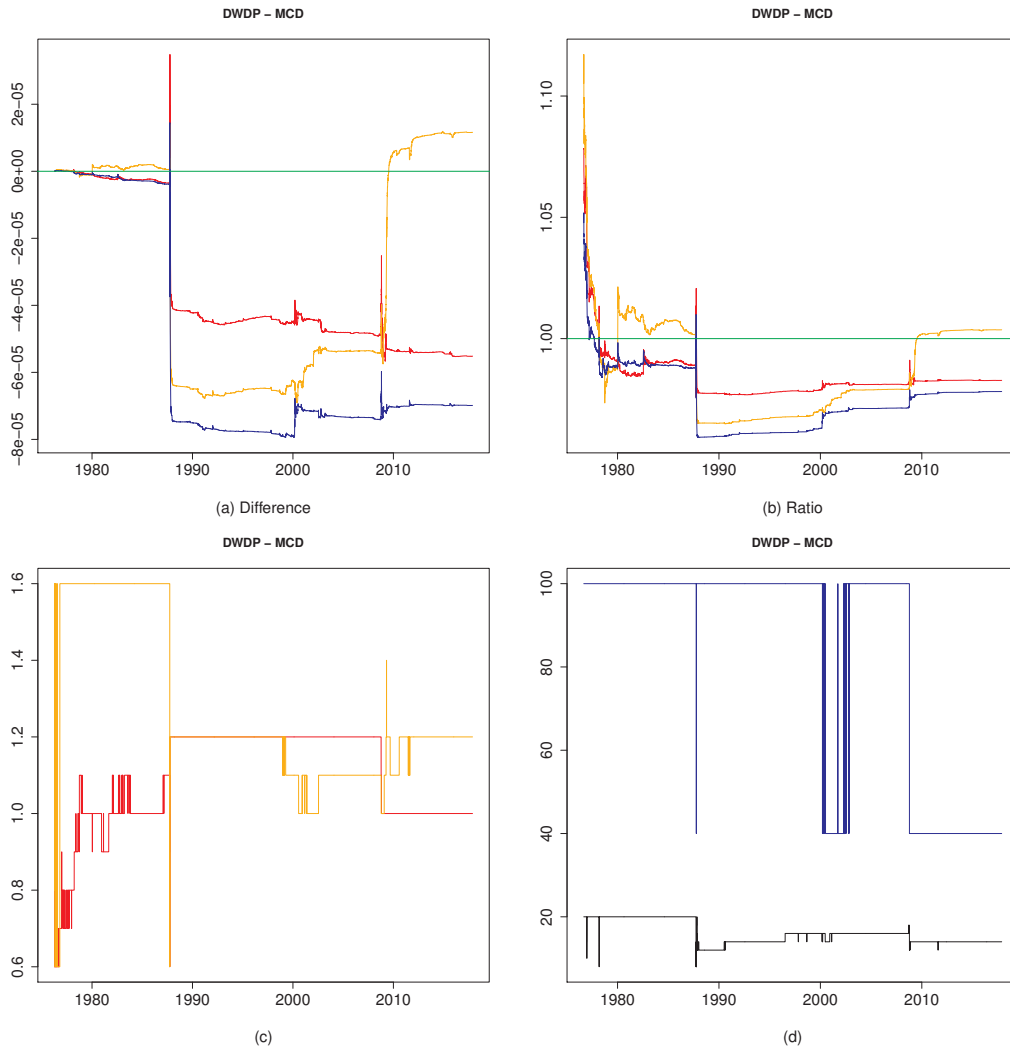 DWDP – MCD
2e−05
0e+00
−2e−05
−4e−05
−6e−05
−8e−05
1980 1990 2000 2010
(a) Difference
DWDP – MCD
1.10
1.05
1.00
1980 1990 2000 2010
(b) Ratio
DWDP – MCD
1.6
1.4
1.2
1.0
0.8
0.6
1980 1990 2000 2010
(c)
DWDP – MCD
100
80
60
40
20
1980 1990 2000 2010
(d)